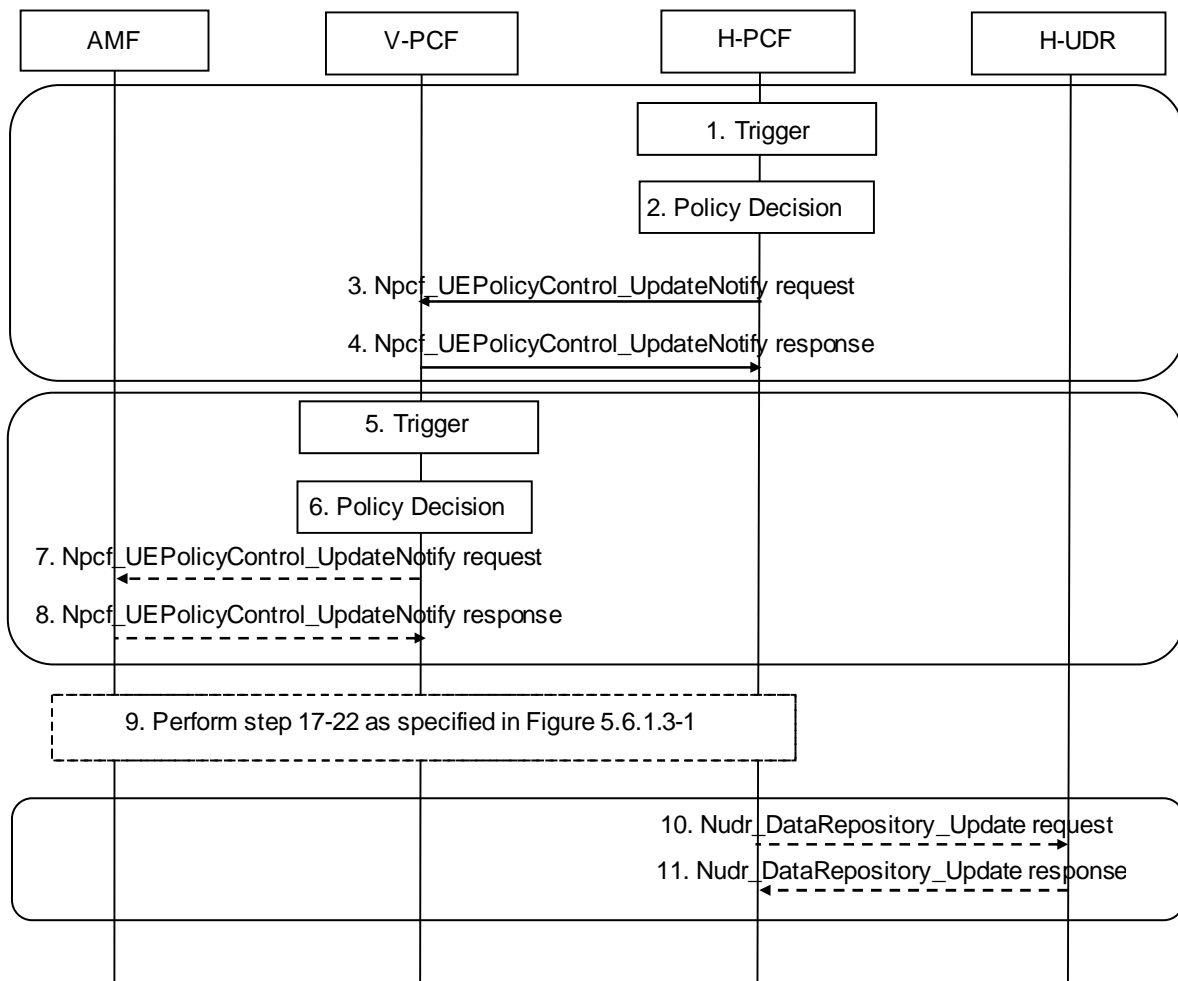 AMF
V-PCF
H-PCF
H-UDR
1. Trigger
2. Policy Decision
3. Npcf_UEPolicyControl_UpdateNotify request
4. Npcf_UEPolicyControl_UpdateNotify response
5. Trigger
6. Policy Decision
7. Npcf_UEPolicyControl_UpdateNotify request
8. Npcf_UEPolicyControl_UpdateNotify response
9. Perform step 17-22 as specified in Figure 5.6.1.3-1
10. Nudr_DataRepository_Update request
11. Nudr_DataRepository_Update response